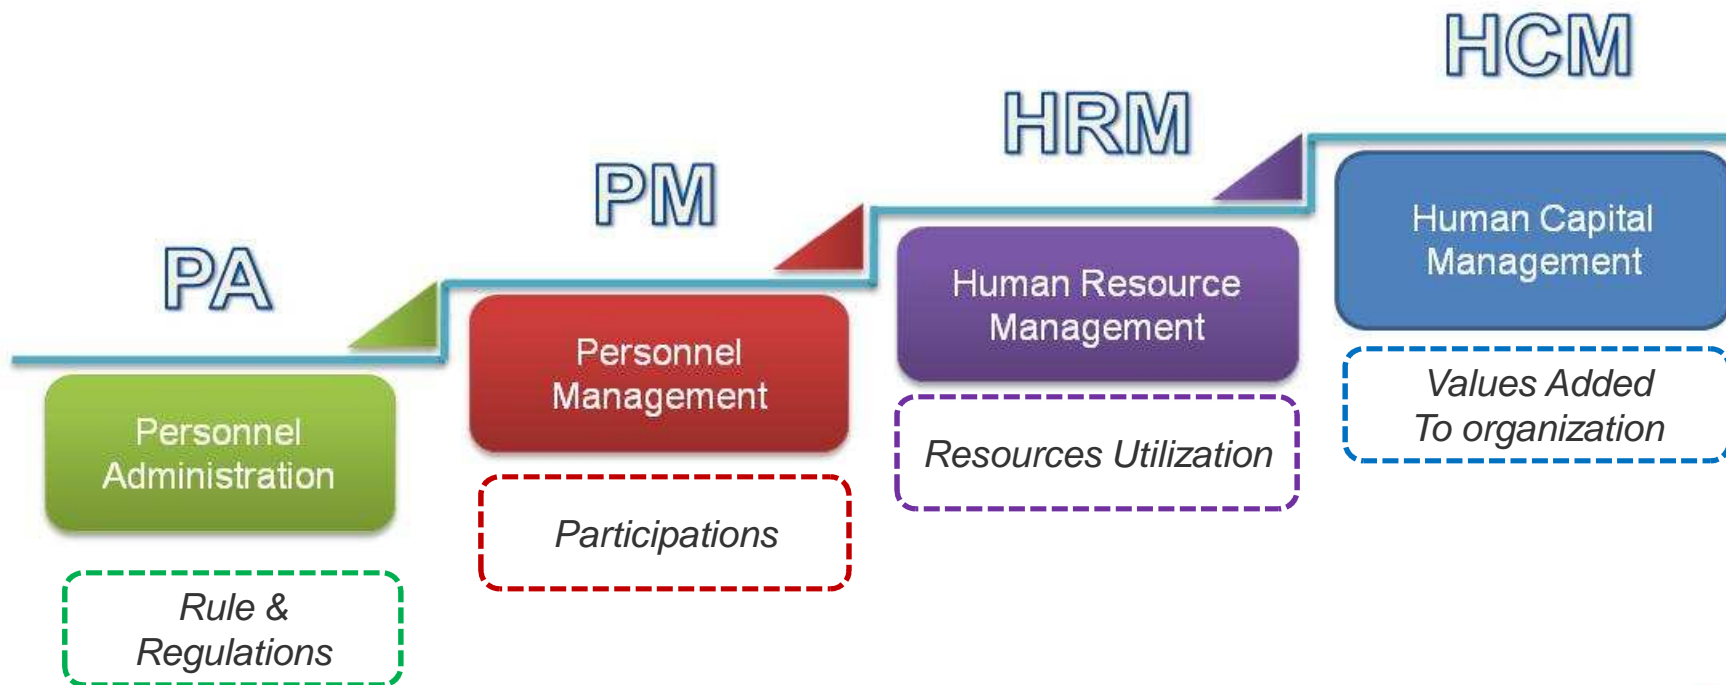 PA
Personnel
Administration
Rule &
Regulations
PM
Personnel
Management
Participations
HRM
Human Resource
Management
Resources Utilization
HCM
Human Capital
Management
Values Added
To organization